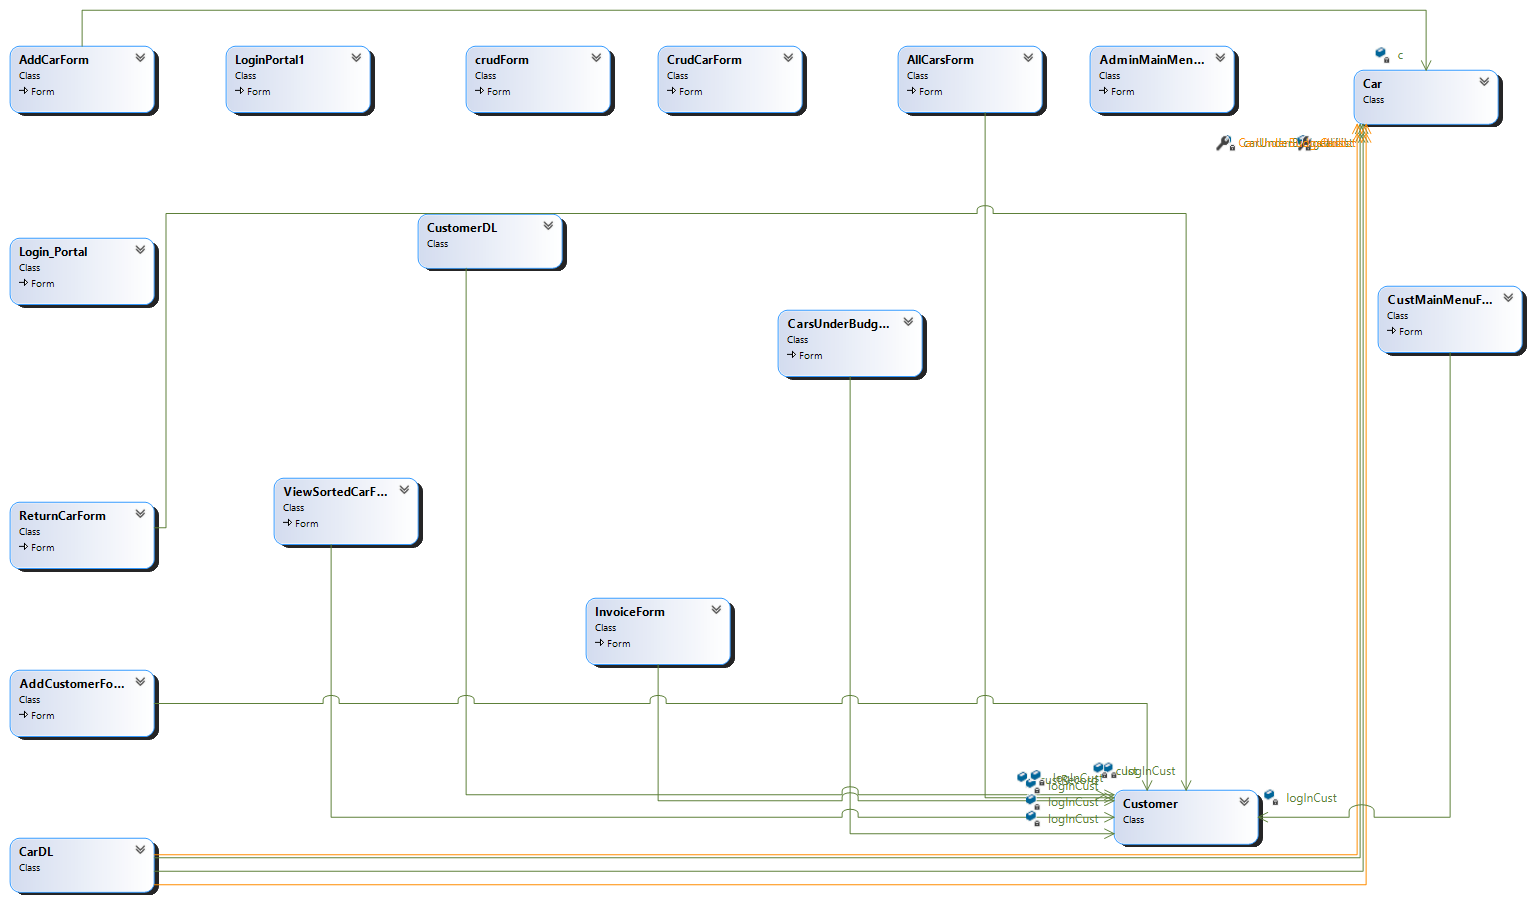 c
AddCarForm
Class
Form
LoginPortal1
Class
Form
crudForm
Class
Form
CrudCarForm
Class
Form
AllCarsForm
Class
Form
AdminMainMen...
Class
Form
Car
Class
CustomerDL
Class
Login_Portal
Class
Form
CarsUnderBudg...
Class
Form
CustMainMenuF...
Class
Form
ReturnCarForm
Class
Form
ViewSortedCarF...
Class
Form
InvoiceForm
Class
Form
AddCustomerFo...
Class
Form
logInCust
logInCust
logInCust
logInCust
logInCust
logInCust
Customer
Class
CarDL
Class